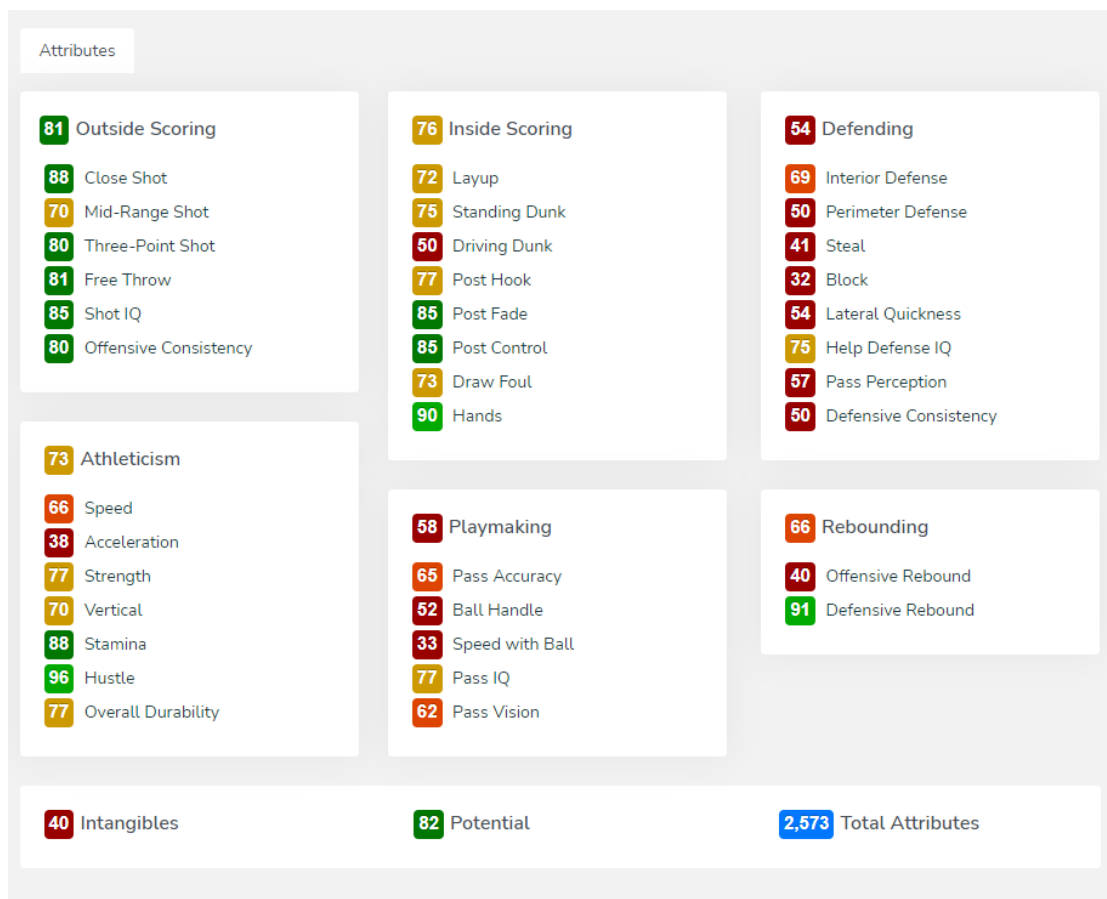 Attributes
81 Outside Scoring
88 Close Shot
70 Mid-Range Shot
80 Three-Point Shot
81 Free Throw
85 Shot IQ
80 Offensive Consistency
73 Athleticism
66 Speed
38 Acceleration
77 Strength
70 Vertical
88 Stamina
96 Hustle
77 Overall Durability
76 Inside Scoring
72 Layup
75 Standing Dunk
50 Driving Dunk
77 Post Hook
85 Post Fade
85 Post Control
73 Draw Foul
90 Hands
58 Playmaking
65 Pass Accuracy
52 Ball Handle
33 Speed with Ball
77 Pass IQ
62 Pass Vision
54 Defending
69 Interior Defense
50 Perimeter Defense
41 Steal
32 Block
54 Lateral Quickness
75 Help Defense IQ
57 Pass Perception
50 Defensive Consistency
66 Rebounding
40 Offensive Rebound
91 Defensive Rebound
40 Intangibles
82 Potential
2,573 Total Attributes